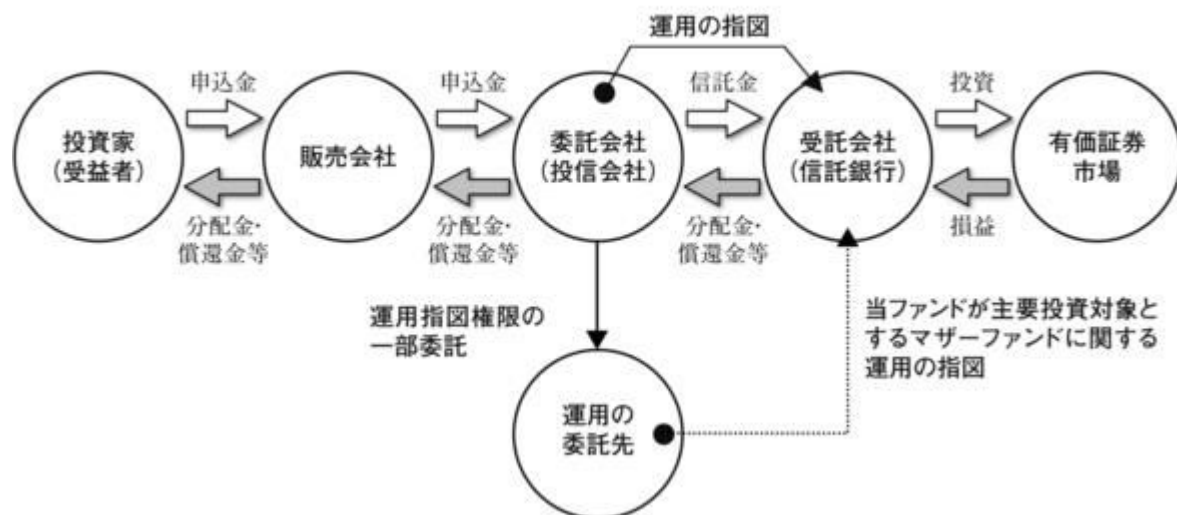 運用の指図
申込金
申込金
信託金
投資
投資家
（受益者）
販売会社
委託会社
（投信会社）
受託会社
（信託銀行）
有価証券
市場
分配金・
償還金等
分配金・
償還金等
分配金・
償還金等
損益
運用指図権限の
一部委託
当ファンドが主要投資対象と
するマザーファンドに関する
運用の指図
運用の
委託先